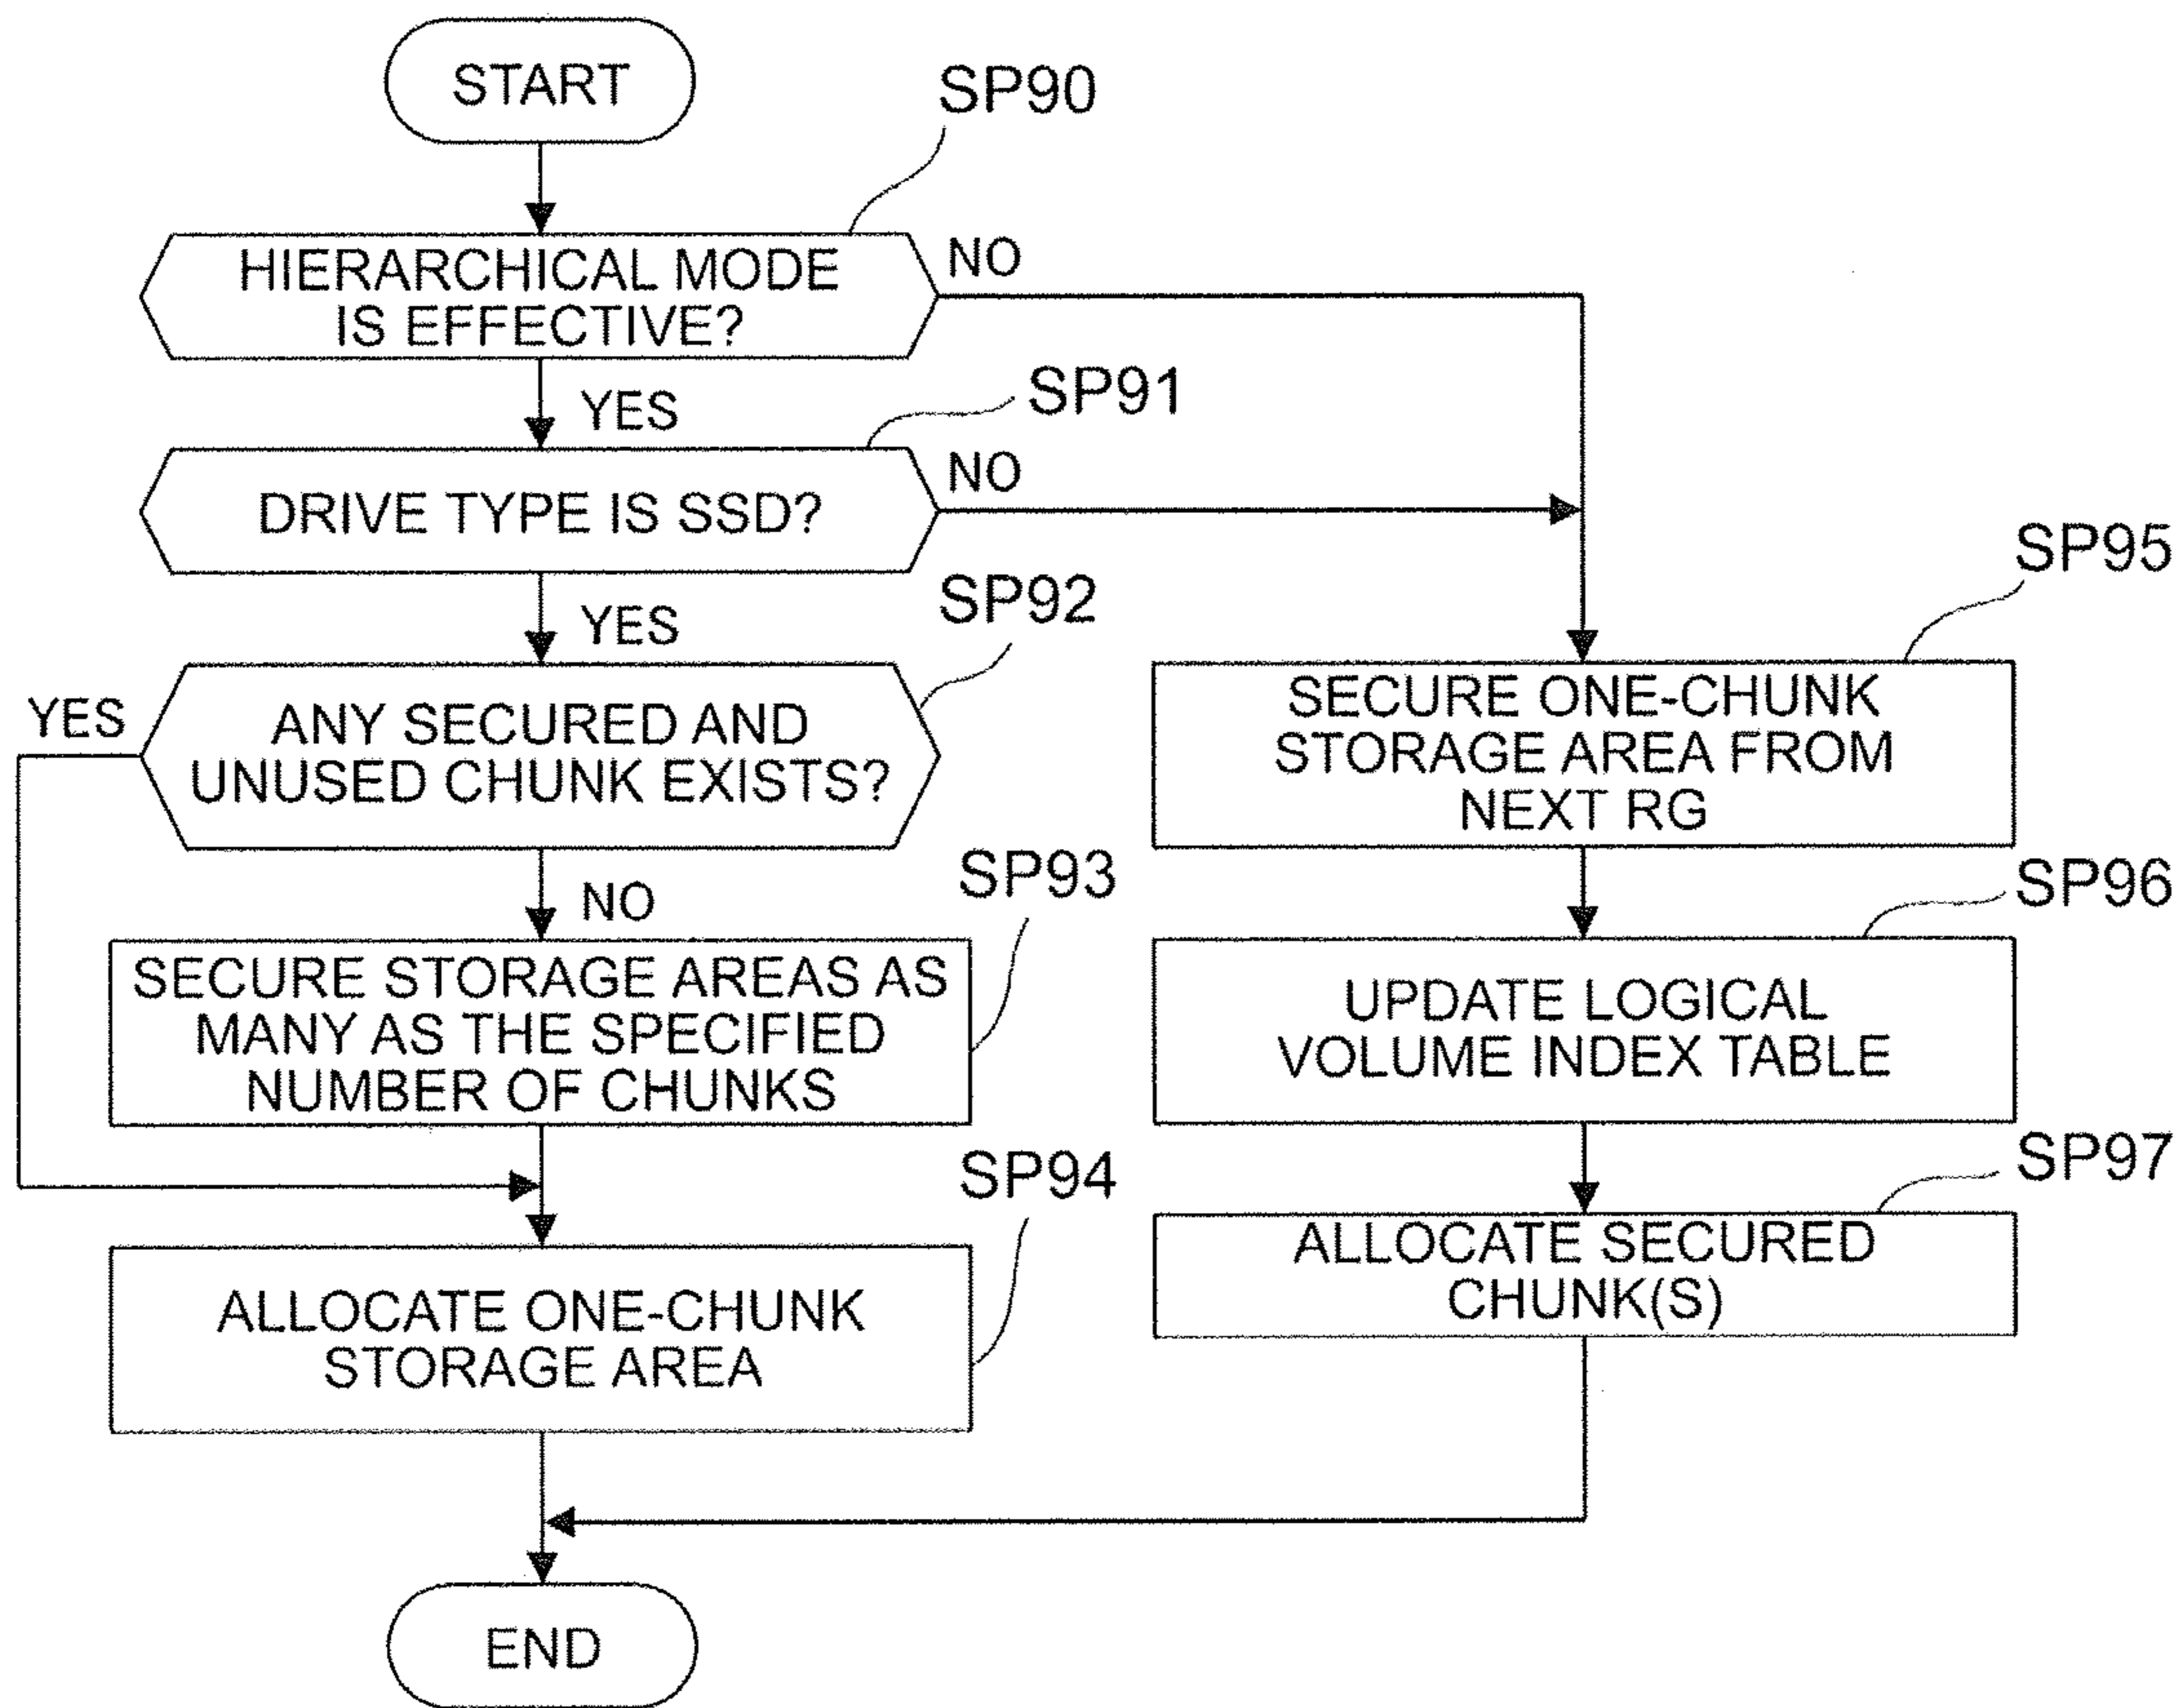 START
SP90
HIERARCHICAL MODE
IS EFFECTIVE?
NO
YES
SP91
DRIVE TYPE IS SSD?
NO
YES
SP92
ANY SECURED AND
UNUSED CHUNK EXISTS?
YES
NO
SP93
SECURE STORAGE AREAS AS
MANY AS THE SPECIFIED
NUMBER OF CHUNKS
SP94
ALLOCATE ONE-CHUNK
STORAGE AREA
SP95
SECURE ONE-CHUNK
STORAGE AREA FROM
NEXT RG
SP96
UPDATE LOGICAL
VOLUME INDEX TABLE
SP97
ALLOCATE SECURED
CHUNK(S)
END